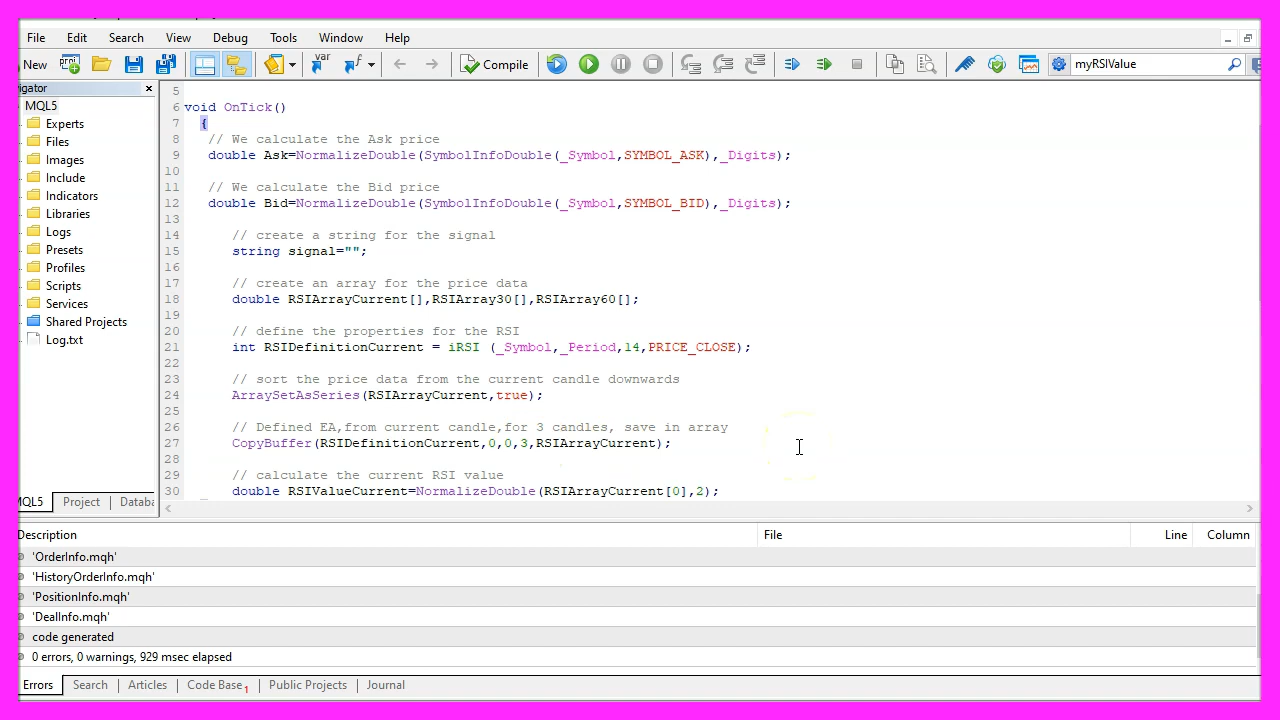 File Edit Search View Debug Tools Window Help
New Compile myRSIValue
MQL5
Experts
Files
Images
Include
Indicators
Libraries
Logs
Presets
Profiles
Scripts
Services
Shared Projects
Log.txt
MQL5 Project
5
6 void OnTick()
7 {
8 // We calculate the Ask price
9 double Ask=NormalizeDouble(SymbolInfoDouble(_Symbol,SYMBOL_ASK),_Digits);
10
11 // We calculate the Bid price
12 double Bid=NormalizeDouble(SymbolInfoDouble(_Symbol,SYMBOL_BID),_Digits);
13
14 // create a string for the signal
15 string signal="";
16
17 // create an array for the price data
18 double RSIArrayCurrent[],RSIArray30[],RSIArray60[];
19
20 // define the properties for the RSI
21 int RSIDefinitionCurrent = iRSI (_Symbol,_Period,14,PRICE_CLOSE);
22
23 // sort the price data from the current candle downwards
24 ArraySetAsSeries(RSIArrayCurrent,true);
25
26 // Defined EA,from current candle,for 3 candles, save in array
27 CopyBuffer(RSIDefinitionCurrent,0,0,3,RSIArrayCurrent);
28
29 // calculate the current RSI value
30 double RSIValueCurrent=NormalizeDouble(RSIArrayCurrent[0],2);
Description File Line Column
'OrderInfo.mqh'
'HistoryOrderInfo.mqh'
'PositionInfo.mqh'
'DealInfo.mqh'
code generated
0 errors, 0 warnings, 929 msec elapsed
Errors Search Articles Code Base 1 Public Projects Journal